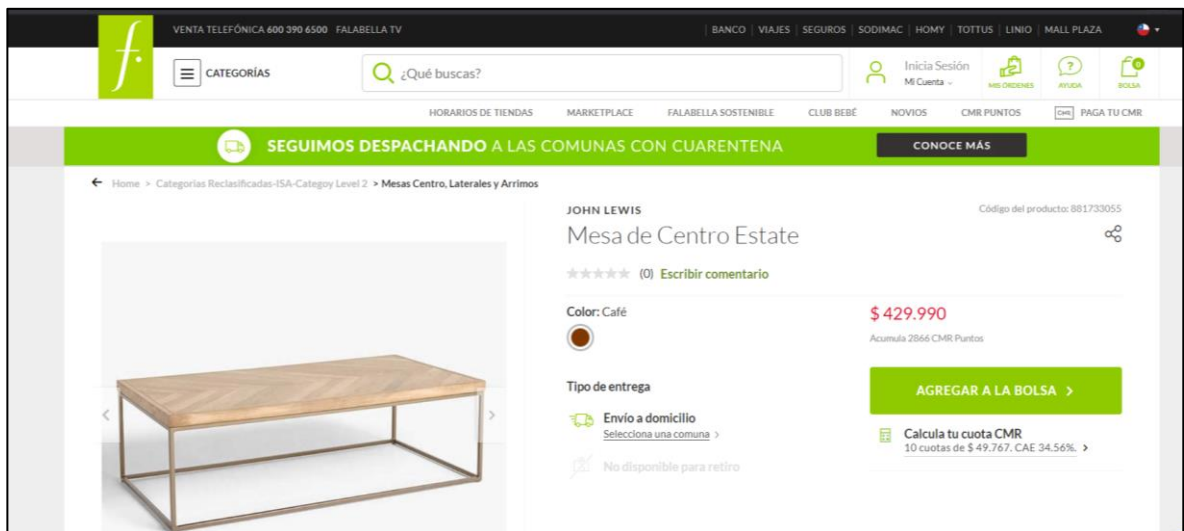 VENTA TELEFÓNICA 600 390 6500 FALABELLA TV
BANCO | VIAJES | SEGUROS | SODIMAC | HOMY | TOTTUS | LINIO | MALL PLAZA
f.
CATEGORÍAS
¿Qué buscas?
Inicia Sesión
Mi Cuenta
MIS ÓRDENES
?
AYUDA
0
BOLSA
HORARIOS DE TIENDAS MARKETPLACE FALABELLA SOSTENIBLE CLUB BEBÉ NOVIOS CMR PUNTOS CMR PAGA TU CMR
SEGUIMOS DESPACHANDO A LAS COMUNAS CON CUARENTENA CONOCE MÁS
Home > Categorias Reclasificadas-ISA-Categoy Level 2 > Mesas Centro, Laterales y Arrimos
JOHN LEWIS
Código del producto: 881733055
Mesa de Centro Estate
(0) Escribir comentario
Color: Café
$ 429.990
Acumula 2866 CMR Puntos
Tipo de entrega
Envío a domicilio
Selecciona una comuna >
No disponible para retiro
AGREGAR A LA BOLSA >
Calcula tu cuota CMR
10 cuotas de $ 49.767. CAE 34.56%. >